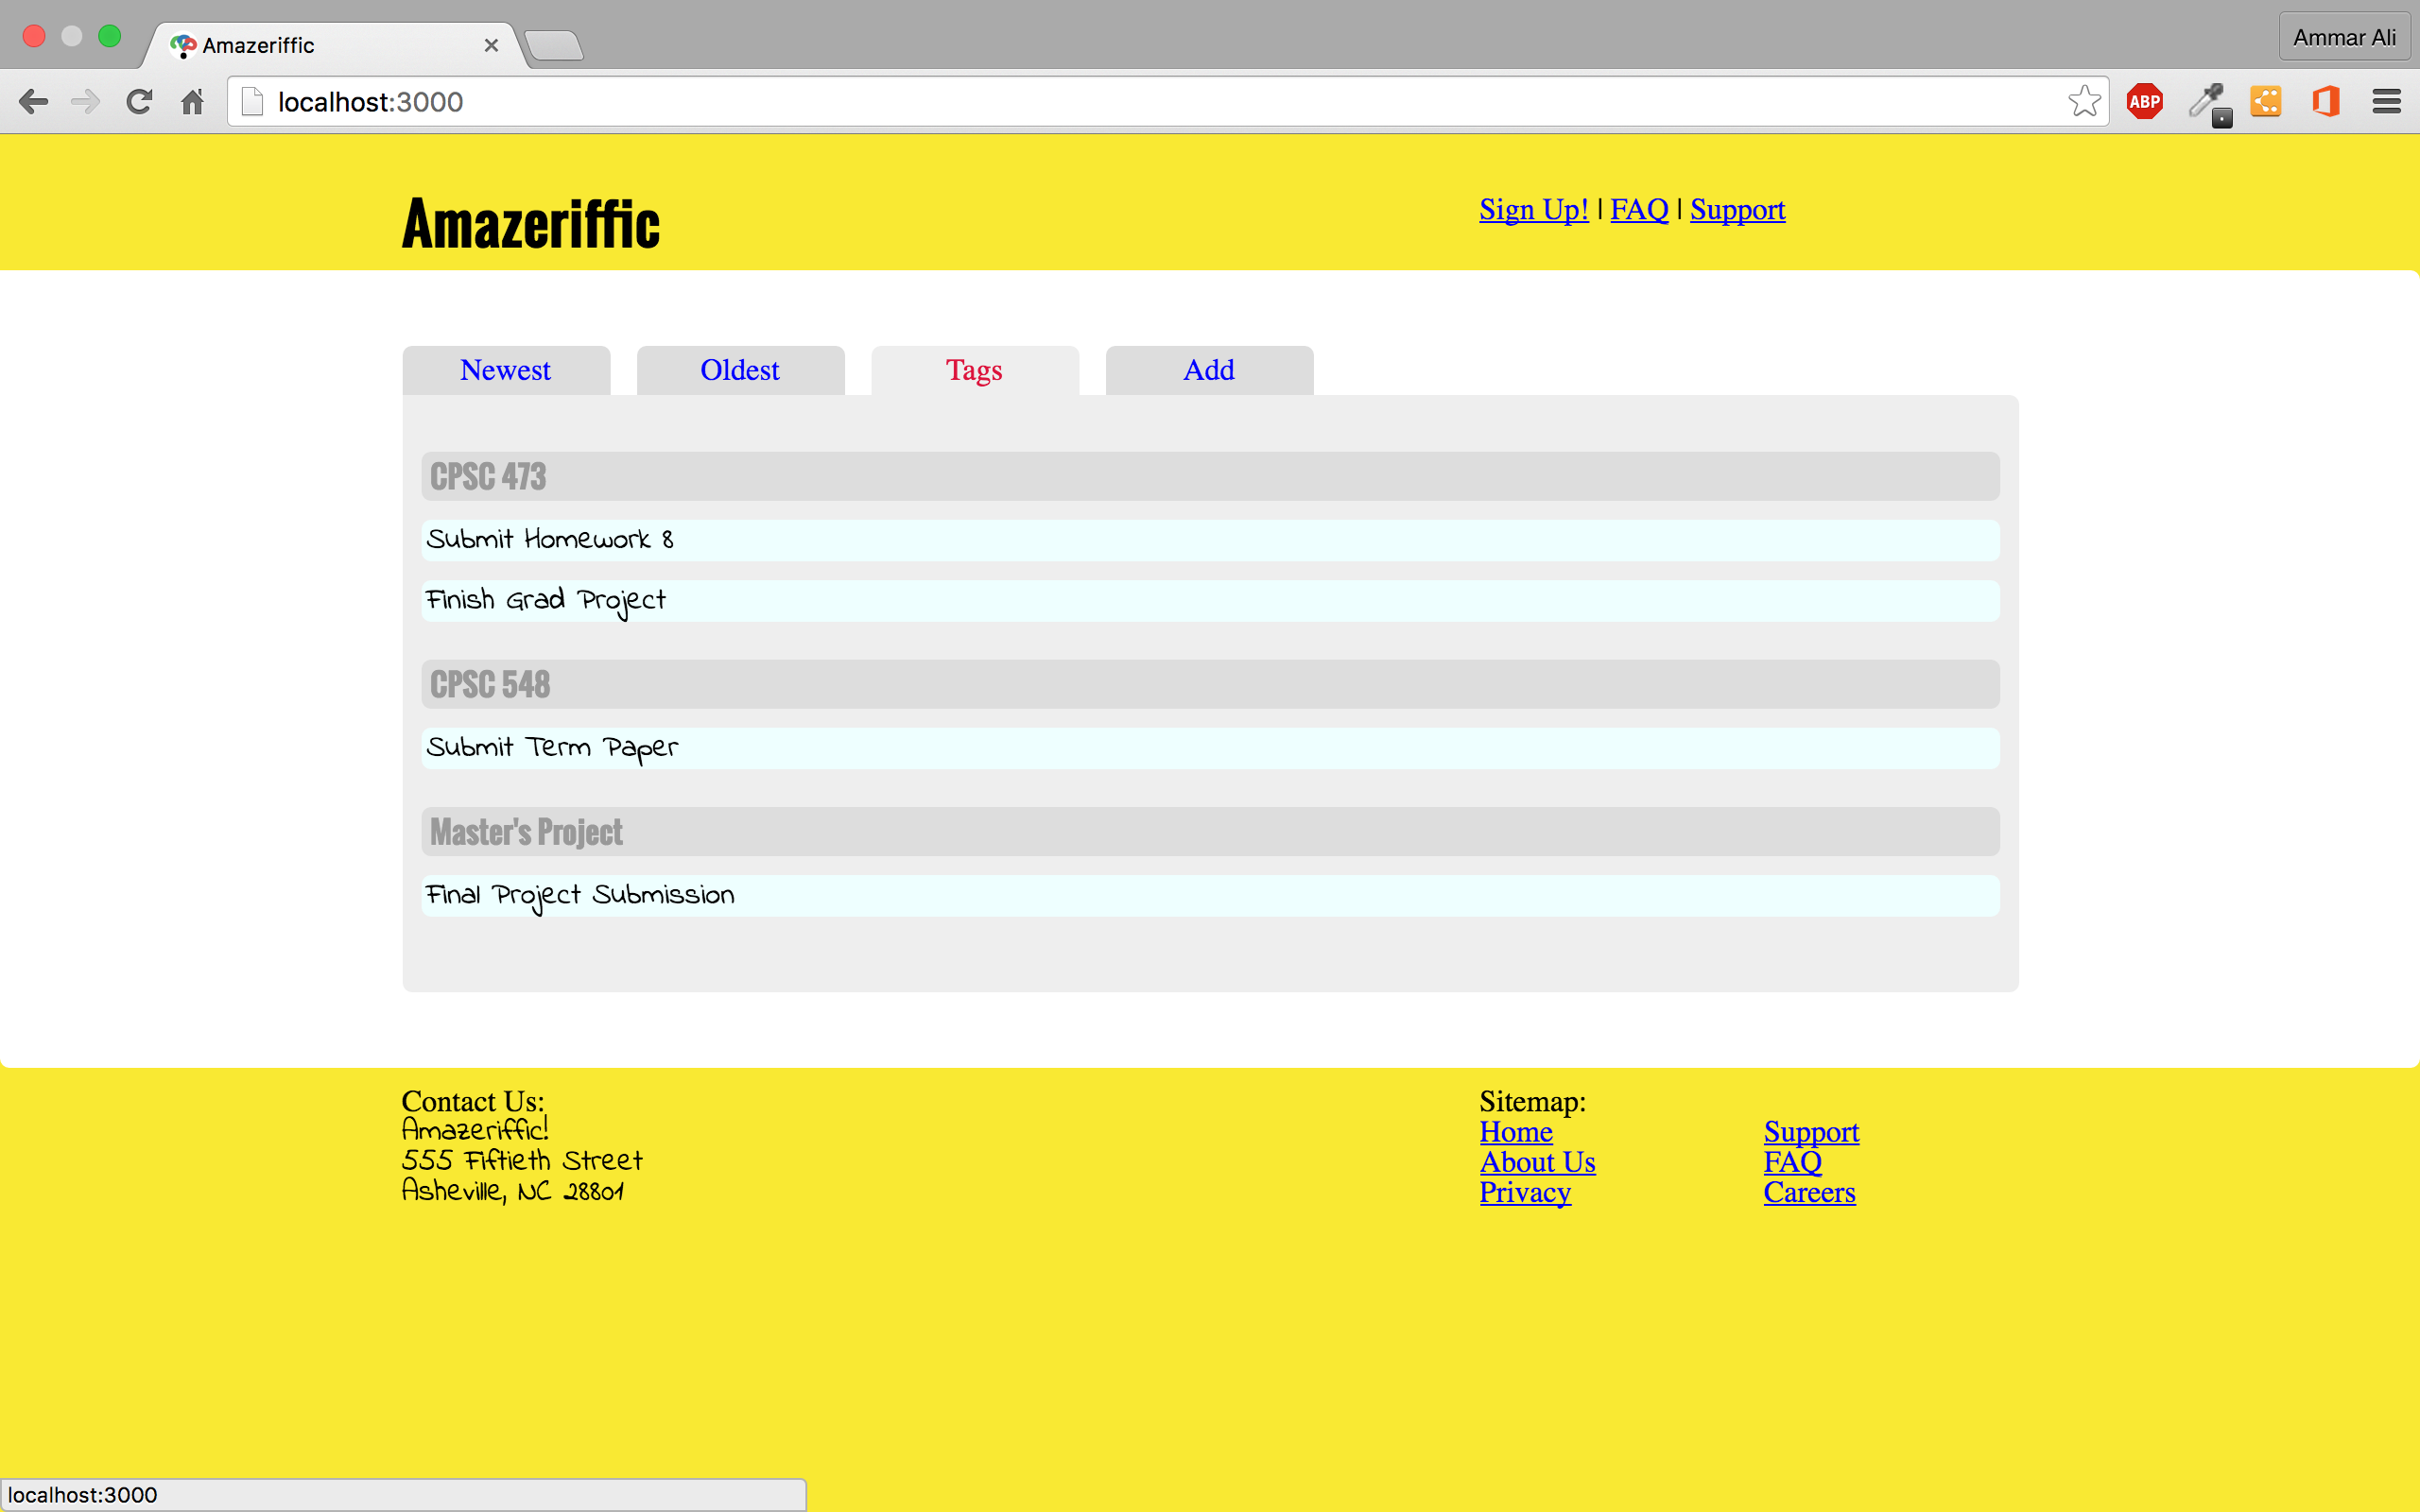 Amazeriffic
Ammar Ali
localhost:3000
ABP
Amazeriffic
Sign Up! | FAQ | Support
Newest Oldest Tags Add
CPSC 473
Submit Homework 8
Finish Grad Project
CPSC 548
Submit Term Paper
Master's Project
Final Project Submission
Contact Us:
Amazeriffic!
555 Fiftieth Street
Asheville, NC 28801
Sitemap:
Home Support
About Us FAQ
Privacy Careers
localhost:3000